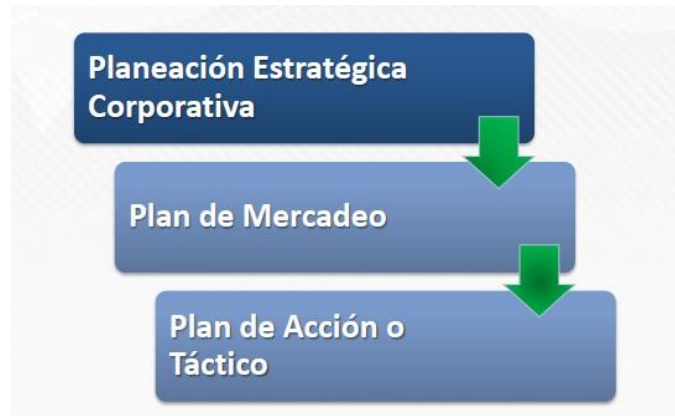 Planeación Estratégica
Corporativa
Plan de Mercadeo
Plan de Acción o
Táctico